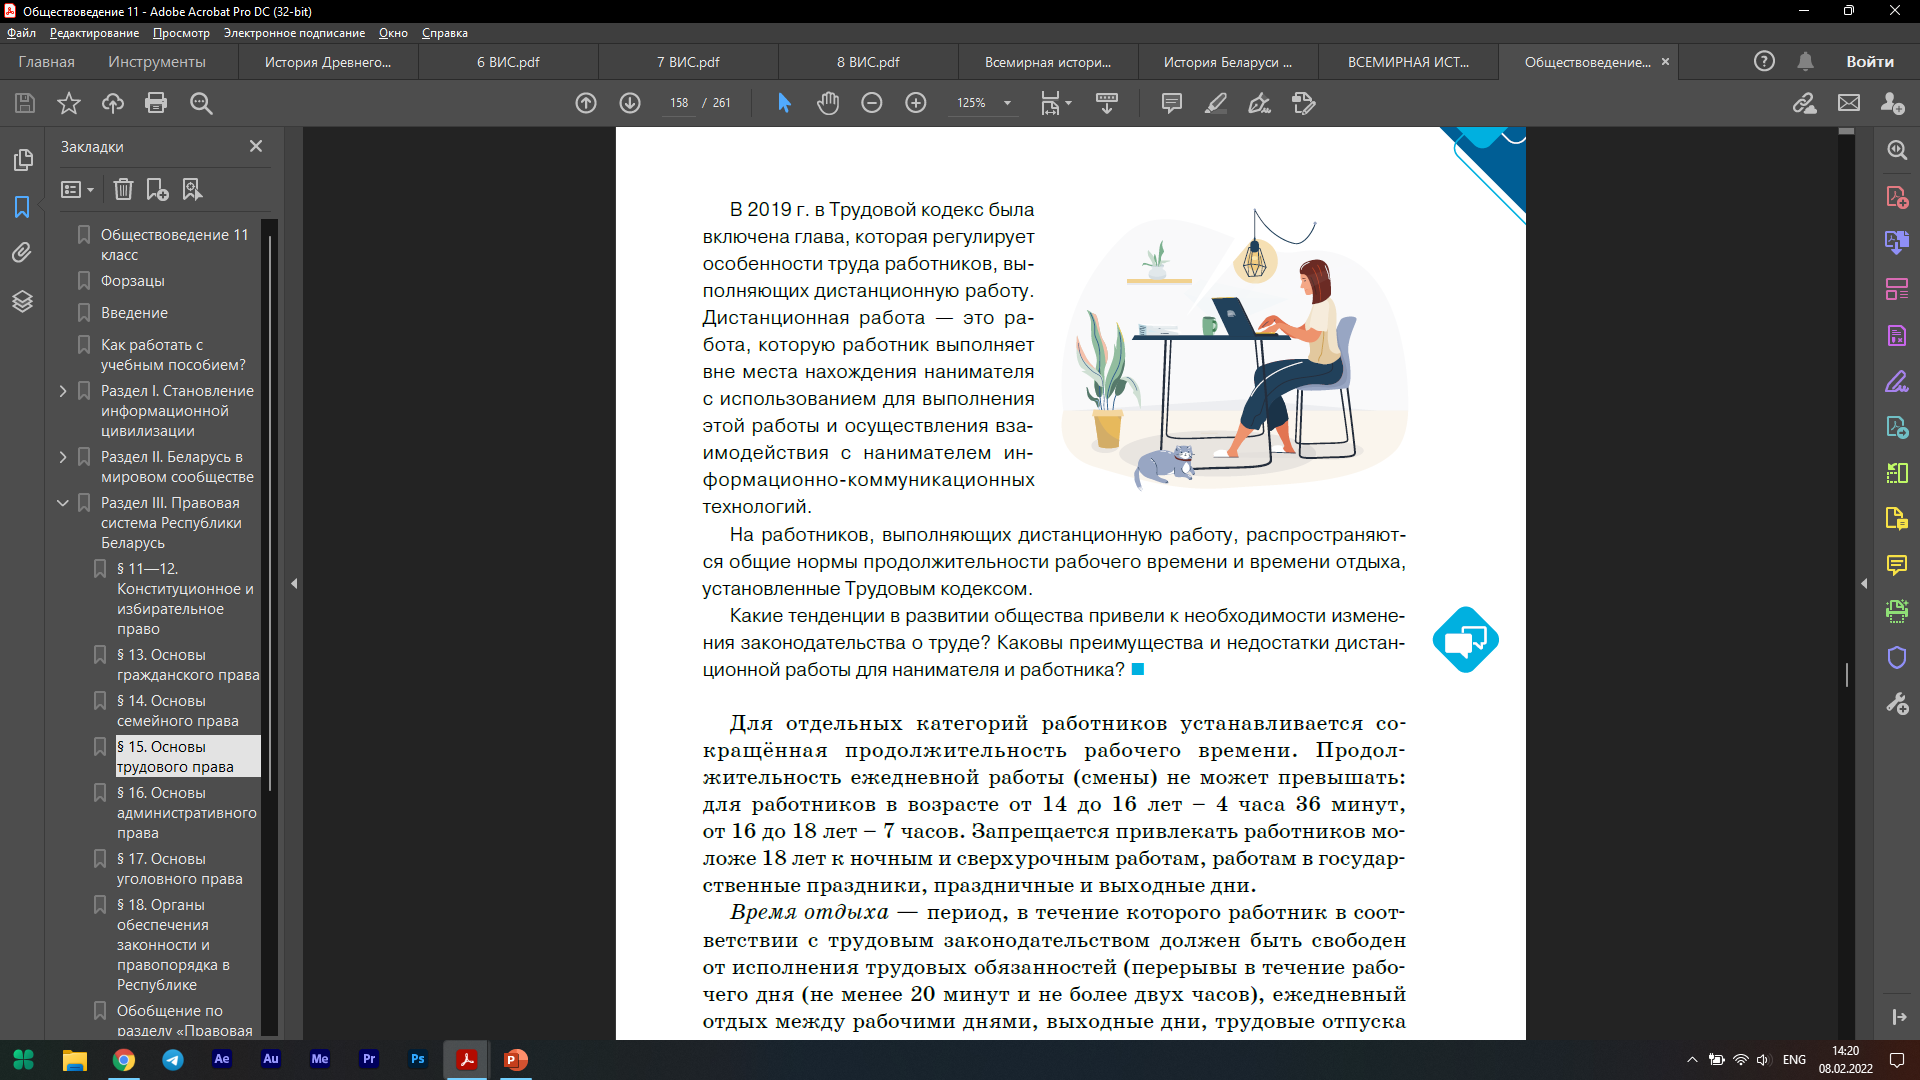 Обществоведение 11 - Adobe Acrobat Pro DC (32-bit)
Файл Редактирование Просмотр Электронное подписание Окно Справка
Главная Инструменты История Древнего... 6 ВИС.pdf 7 ВИС.pdf 8 ВИС.pdf Всемирная истори... История Беларуси ... ВСЕМИРНАЯ ИСТ... Обществоведение... Войти
158 / 261 125%
Закладки
Обществоведение 11
класс
Форзацы
Введение
Как работать с
учебным пособием?
Раздел I. Становление
информационной
цивилизации
Раздел II. Беларусь в
мировом сообществе
Раздел III. Правовая
система Республики
Беларусь
§ 11—12.
Конституционное и
избирательное
право
§ 13. Основы
гражданского права
§ 14. Основы
семейного права
§ 15. Основы
трудового права
§ 16. Основы
административного
права
§ 17. Основы
уголовного права
§ 18. Органы
обеспечения
законности и
правопорядка в
Республике
Обобщение по
разделу «Правовая
В 2019 г. в Трудовой кодекс была
включена глава, которая регулирует
особенности труда работников, вы-
полняющих дистанционную работу.
Дистанционная работа — это ра-
бота, которую работник выполняет
вне места нахождения нанимателя
с использованием для выполнения
этой работы и осуществления вза-
имодействия с нанимателем ин-
формационно-коммуникационных
технологий.
На работников, выполняющих дистанционную работу, распространяют-
ся общие нормы продолжительности рабочего времени и времени отдыха,
установленные Трудовым кодексом.
Какие тенденции в развитии общества привели к необходимости измене-
ния законодательства о труде? Каковы преимущества и недостатки дистан-
ционной работы для нанимателя и работника?
Для отдельных категорий работников устанавливается со-
кращённая продолжительность рабочего времени. Продол-
жительность ежедневной работы (смены) не может превышать:
для работников в возрасте от 14 до 16 лет – 4 часа 36 минут,
от 16 до 18 лет – 7 часов. Запрещается привлекать работников мо-
ложе 18 лет к ночным и сверхурочным работам, работам в государ-
ственные праздники, праздничные и выходные дни.
Время отдыха — период, в течение которого работник в соот-
ветствии с трудовым законодательством должен быть свободен
от исполнения трудовых обязанностей (перерывы в течение рабо-
чего дня (не менее 20 минут и не более двух часов), ежедневный
отдых между рабочими днями, выходные дни, трудовые отпуска
Ae Au Me Pr Ps P ENG 14:20
08.02.2022